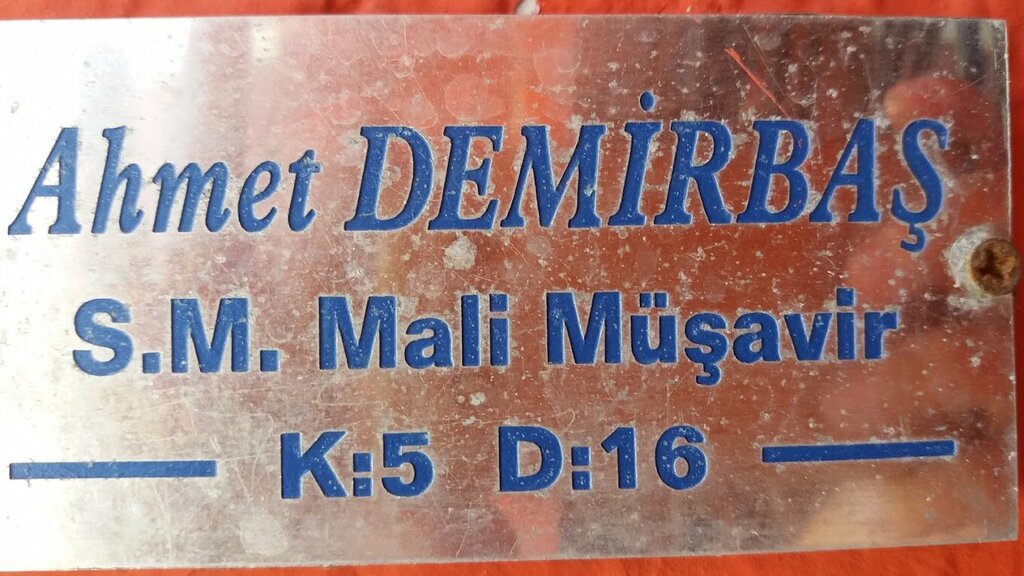 Ahmet DEMİRBAŞ
S.M. Mali Müşavir
K:5 D:16